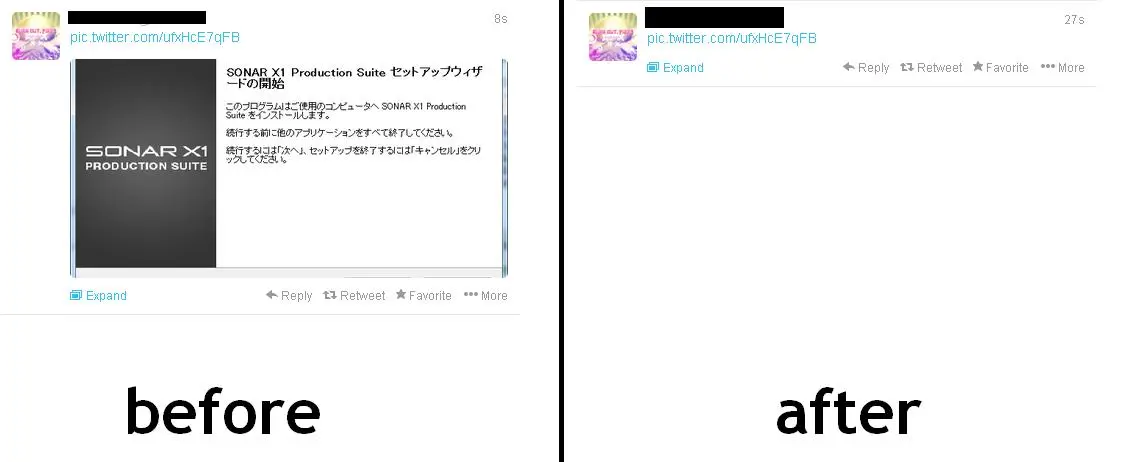 8s
pic.twitter.com/ufxHcE7qFB
SONAR X1 Production Suite セットアップウィザ
ードの開始
このプログラムはご使用のコンピュータへ SONAR X1 Production
Suite をインストールします。
続行する前に他のアプリケーションをすべて終了してください。
続行するには「次へ」、セットアップを終了するには「キャンセル」をク
リックしてください。
SONAR X1
PRODUCTION SUITE
Expand Reply Retweet Favorite More
before
27s
pic.twitter.com/ufxHcE7qFB
Expand Reply Retweet Favorite More
after